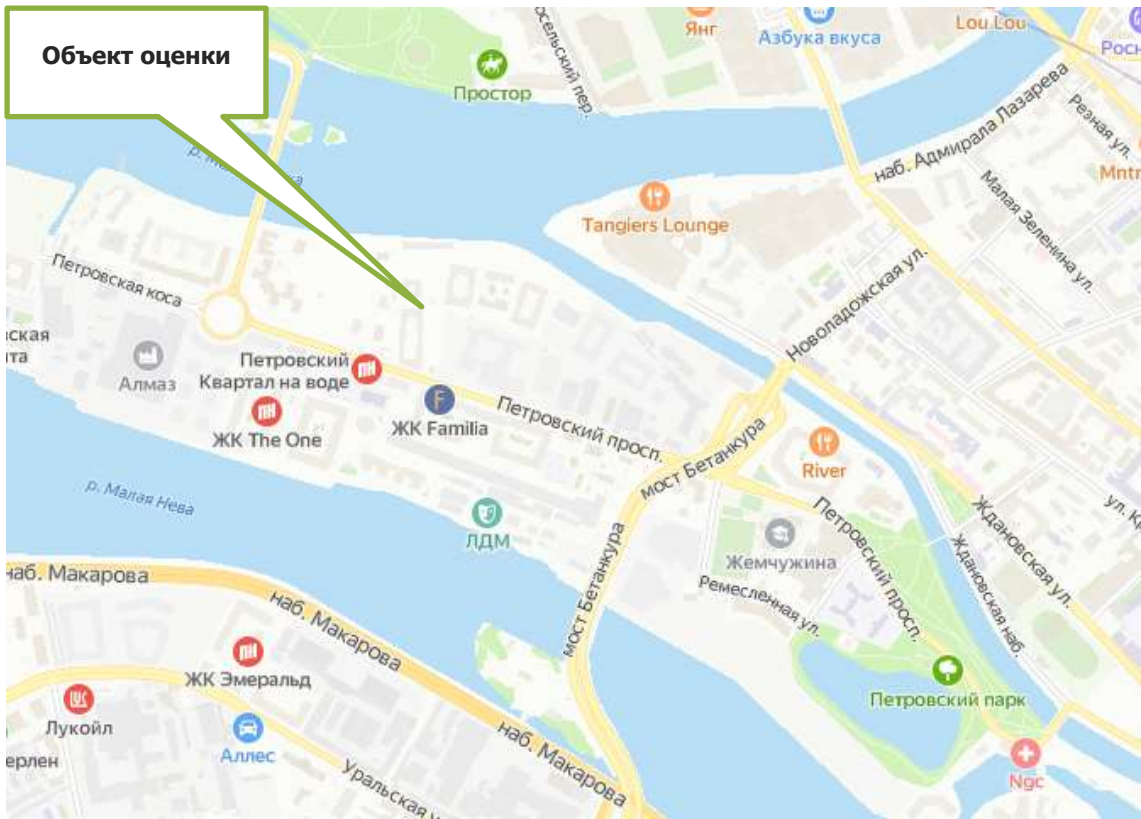 Объект оценки
Янг
Азбука вкуса
Lou Lou
Простор
наб. Адмирала Лазарева
Резная ул.
Малая Зеленина ул.
Tangiers Lounge
Новоладожская ул.
Петровская коса
Алмаз
Петровский
Квартал на воде
ЖК The One
ЖК Familia
Петровский просп.
мост Бетанкура
River
р. Малая Нева
ЛДМ
Жемчужина
Ремесленная ул.
Петровский просп.
Ждановская ул.
Ждановская наб.
мост Бетанкура
наб. Макарова
наб. Макарова
наб. Макарова
ЖК Эмеральд
Лукойл
Аллес
Уральская
Петровский парк
Ngc